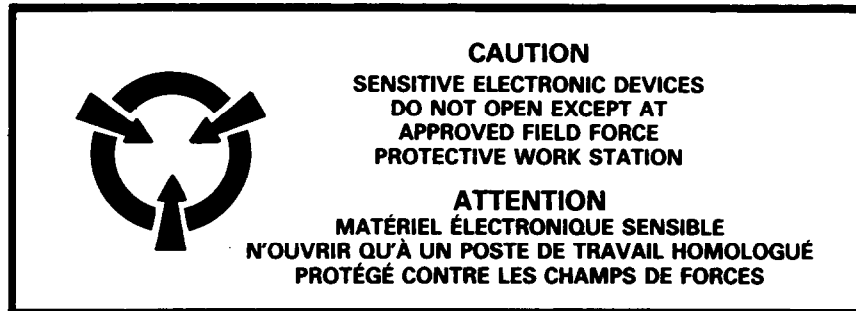 CAUTION
SENSITIVE ELECTRONIC DEVICES
DO NOT OPEN EXCEPT AT
APPROVED FIELD FORCE
PROTECTIVE WORK STATION
ATTENTION
MATÉRIEL ÉLECTRONIQUE SENSIBLE
N'OUVRIR QU'À UN POSTE DE TRAVAIL HOMOLOGUÉ
PROTÉGÉ CONTRE LES CHAMPS DE FORCES